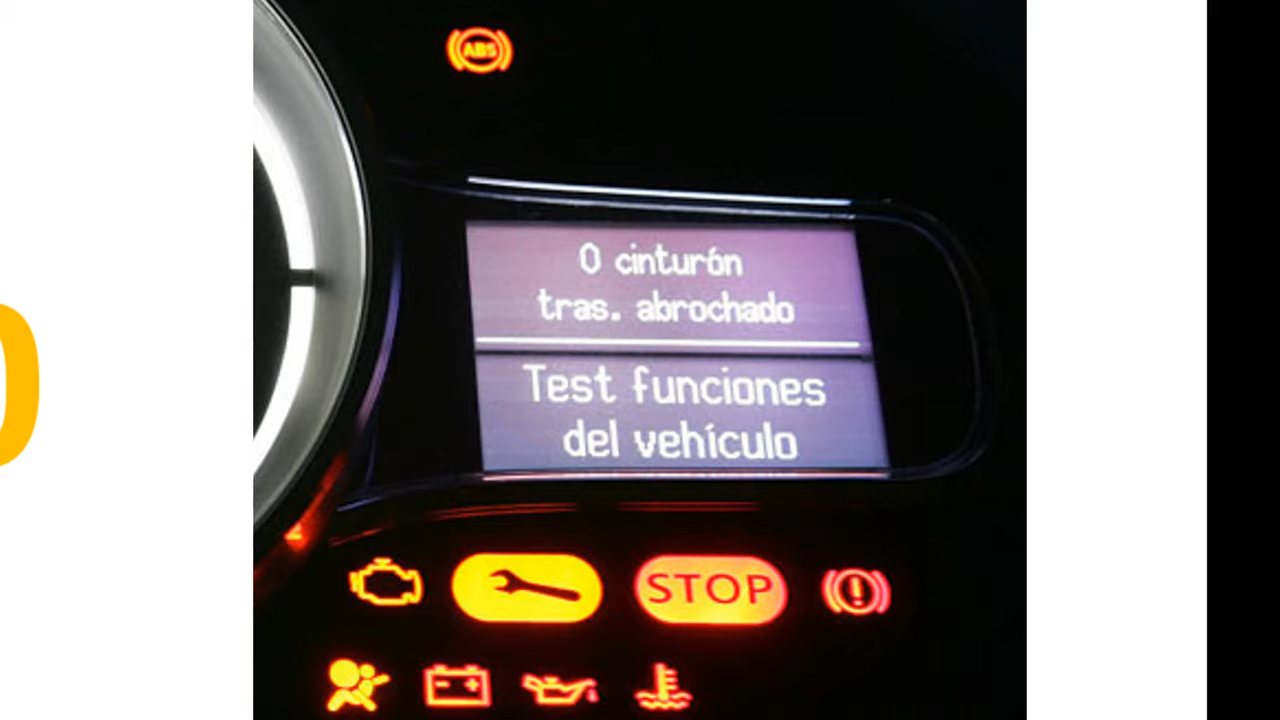 ABS
0 cinturón
tras. abrochado
Test funciones
del vehículo
STOP